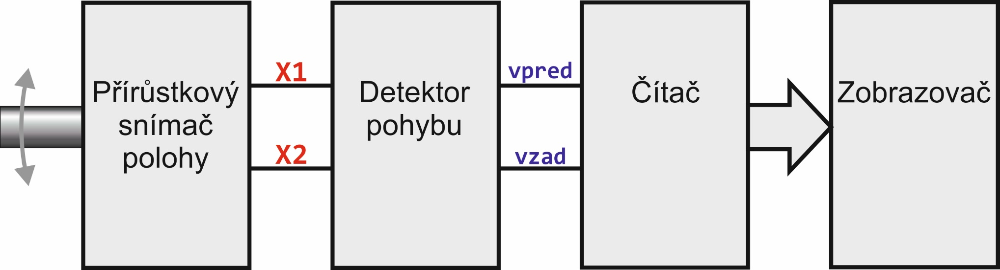 Přírůstkový
snímač
polohy
X1
X2
Detektor
pohybu
vpred
vzad
Čítač
Zobrazovač